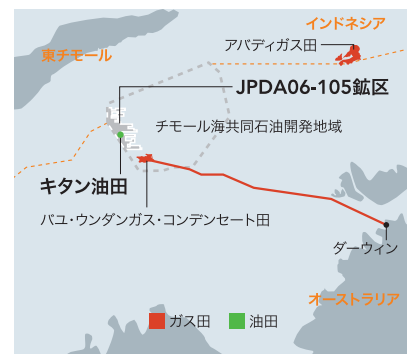 インドネシア
アバディガス田
東チモール
JPDA06-105鉱区
チモール海共同石油開発地域
キタン油田
バユ・ウンダンガス・コンデンセート田
ダーウィン
オーストラリア
ガス田
油田